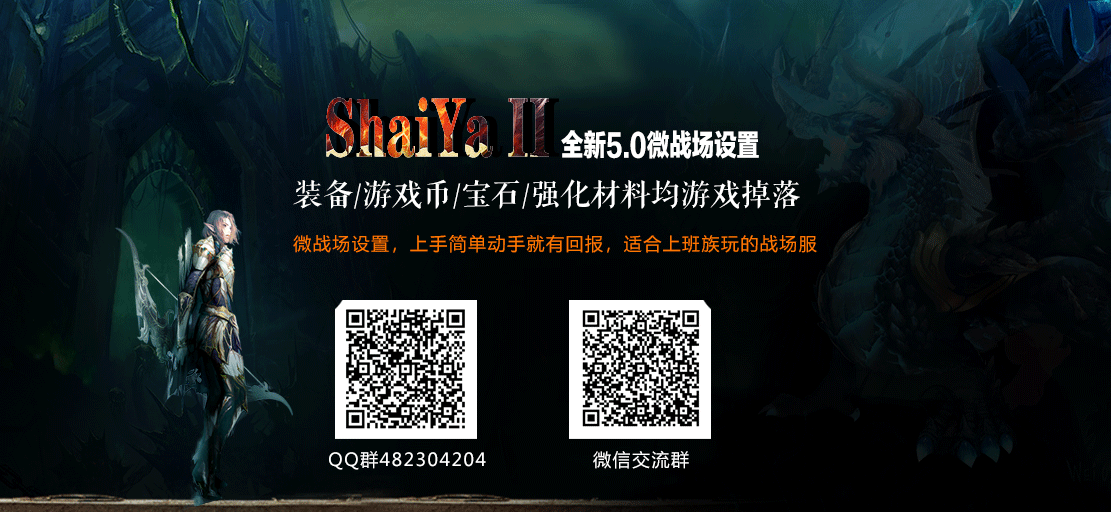 ShaiYa II 全新5.0微战场设置
装备/游戏币/宝石/强化材料均游戏掉落
微战场设置，上手简单动手就有回报，适合上班族玩的战场服
QQ群482304204
微信交流群